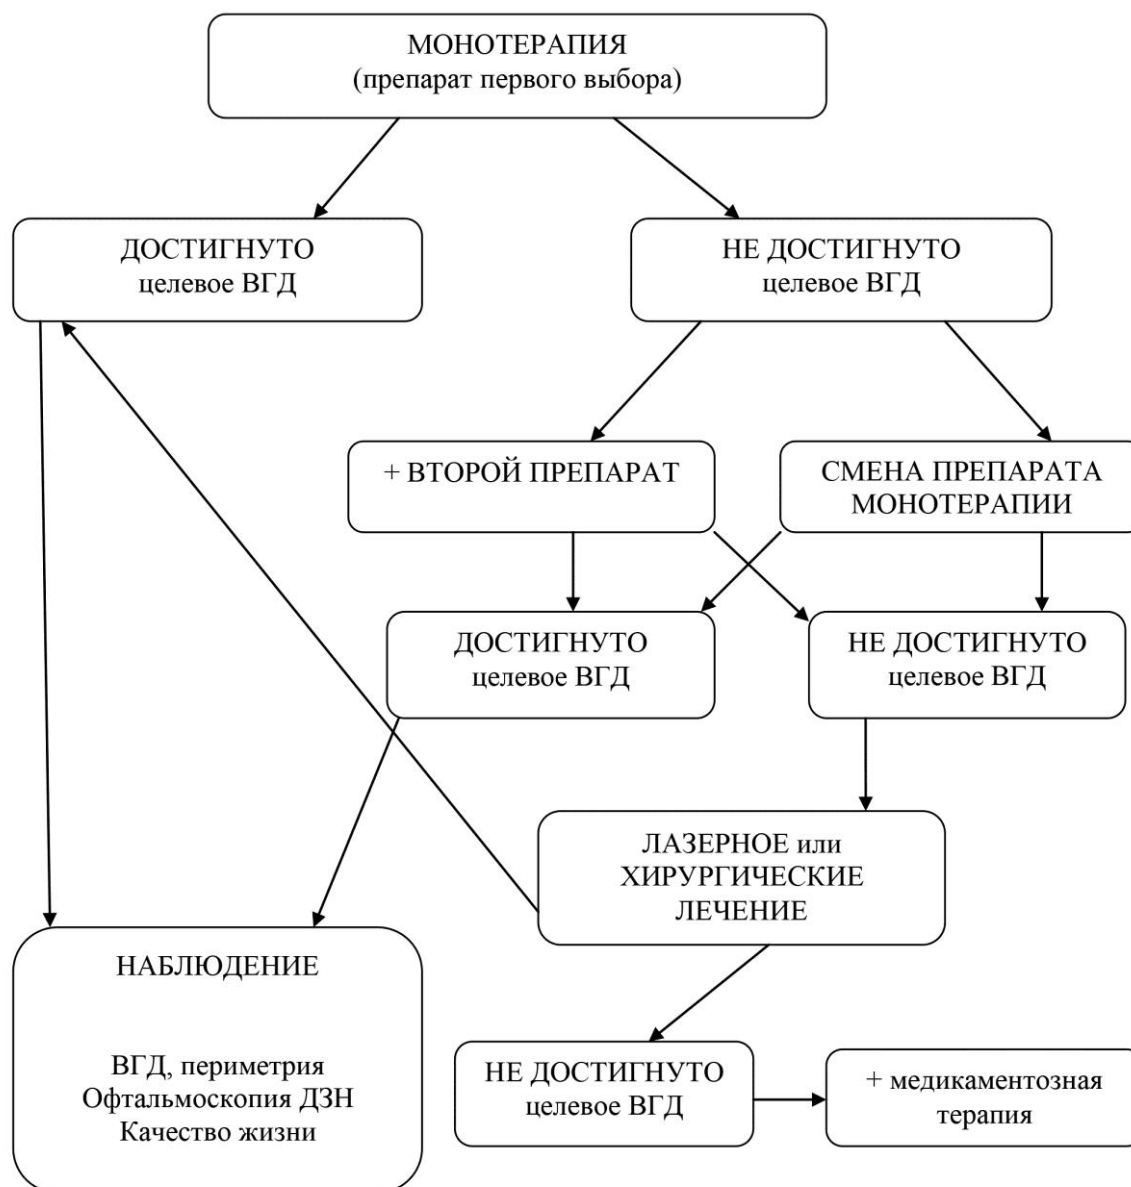 МОНОТЕРАПИЯ
(препарат первого выбора)
ДОСТИГНУТО
целевое ВГД
НЕ ДОСТИГНУТО
целевое ВГД
+ ВТОРОЙ ПРЕПАРАТ
СМЕНА ПРЕПАРАТА
МОНОТЕРАПИИ
ДОСТИГНУТО
целевое ВГД
НЕ ДОСТИГНУТО
целевое ВГД
ЛАЗЕРНОЕ или
ХИРУРГИЧЕСКИЕ
ЛЕЧЕНИЕ
НАБЛЮДЕНИЕ
ВГД, периметрия
Офтальмоскопия ДЗН
Качество жизни
НЕ ДОСТИГНУТО
целевое ВГД
+ медикаментозная
терапия